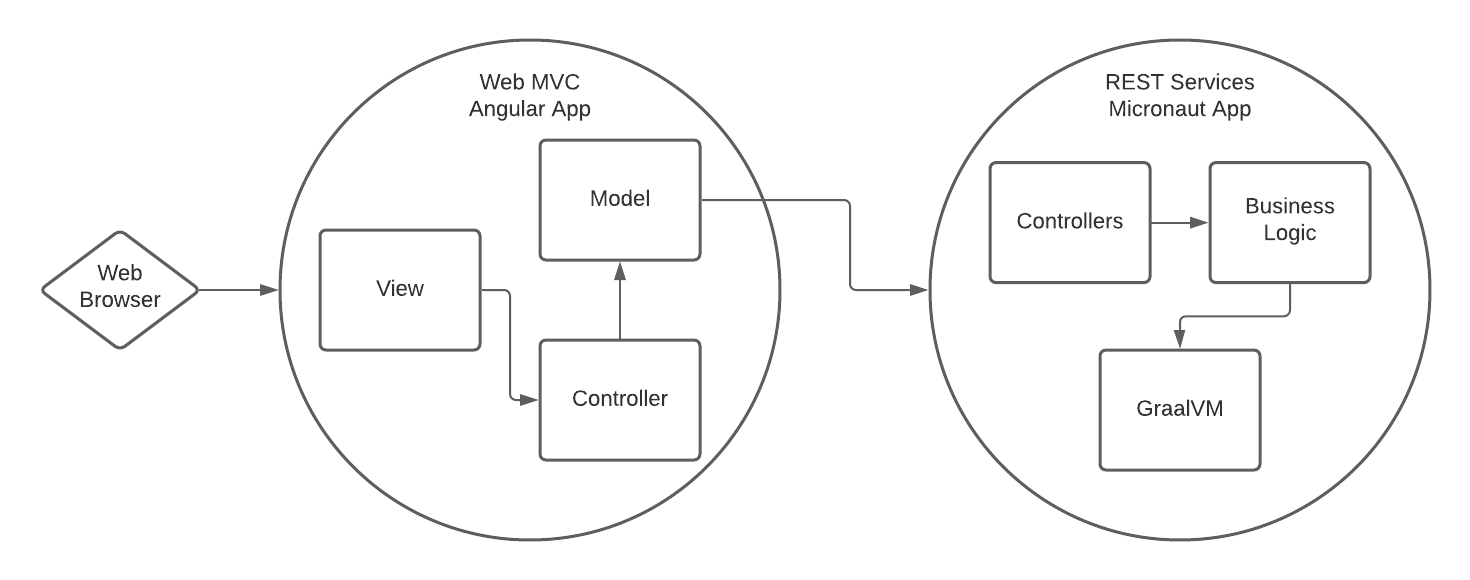 Web
Browser
Web MVC
Angular App
View
Model
Controller
REST Services
Micronaut App
Controllers
Business
Logic
GraalVM